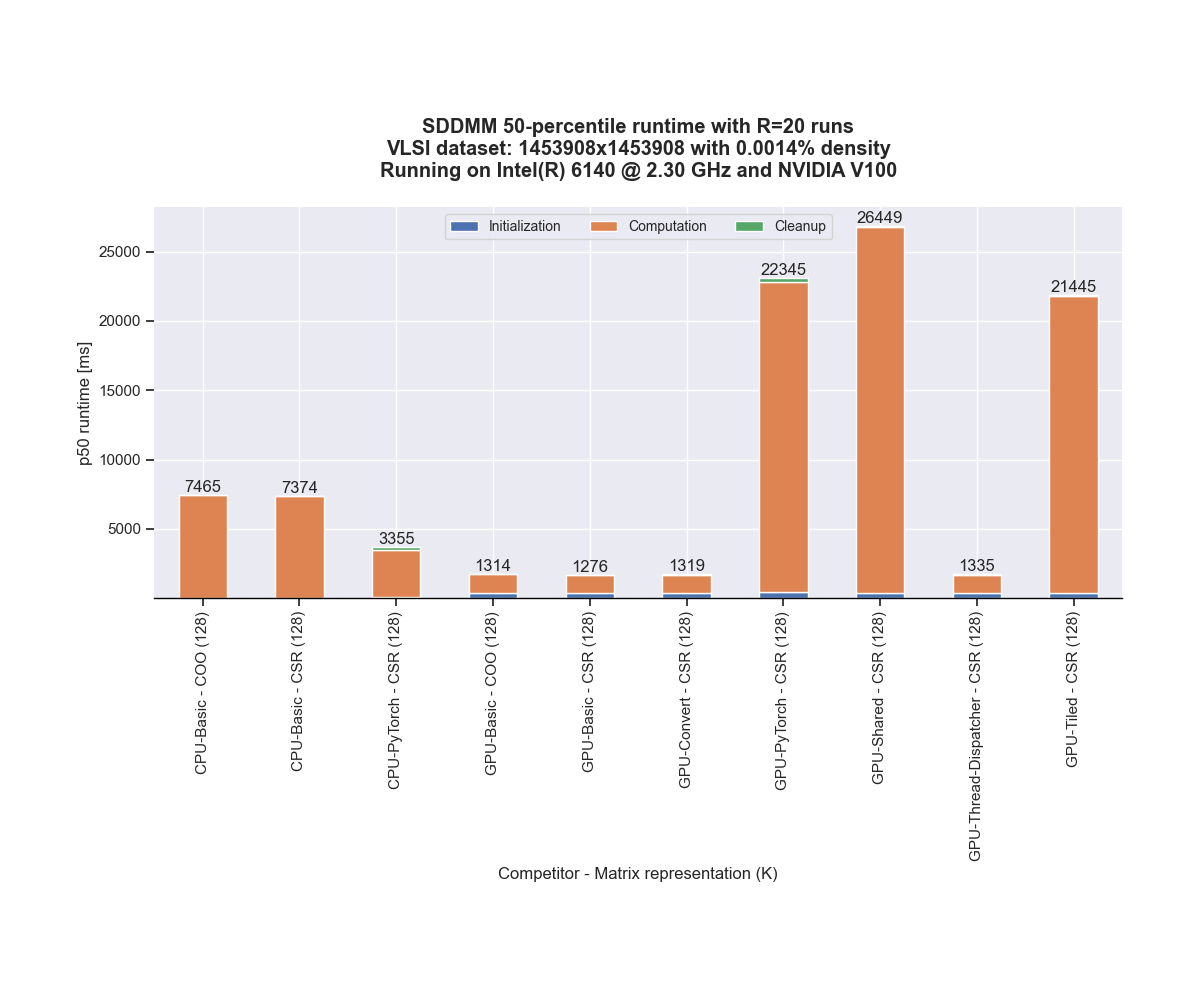 SDDMM 50-percentile runtime with R=20 runs
VLSI dataset: 1453908x1453908 with 0.0014% density
Running on Intel(R) 6140 @ 2.30 GHz and NVIDIA V100
Initialization
Computation
Cleanup
p50 runtime [ms]
25000
20000
15000
10000
5000
7465
7374
3355
1314
1276
1319
22345
26449
1335
21445
CPU-Basic - COO (128)
CPU-Basic - CSR (128)
CPU-PyTorch - CSR (128)
GPU-Basic - COO (128)
GPU-Basic - CSR (128)
GPU-Convert - CSR (128)
GPU-PyTorch - CSR (128)
GPU-Shared - CSR (128)
GPU-Thread-Dispatcher - CSR (128)
GPU-Tiled - CSR (128)
Competitor - Matrix representation (K)